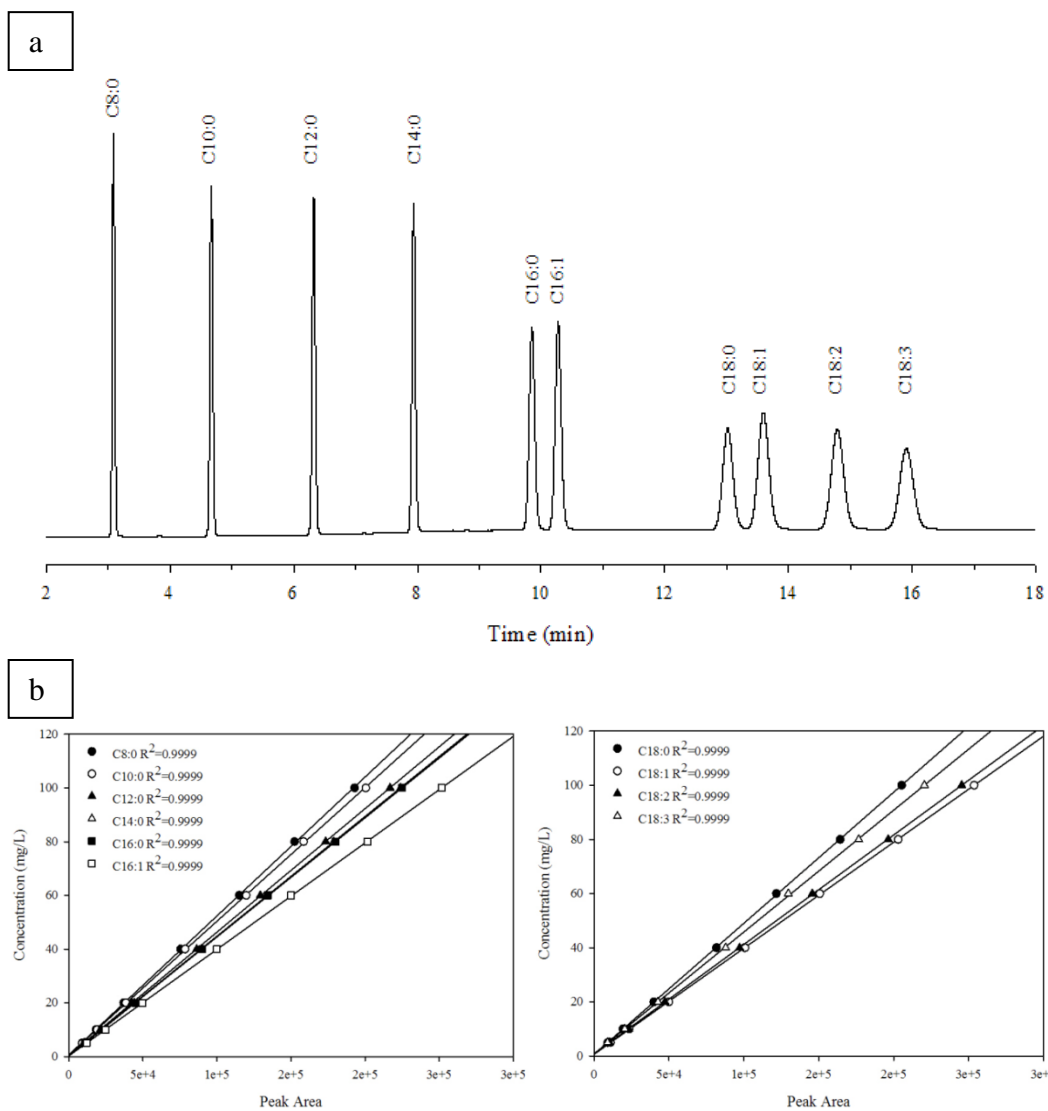 a
C8:0
C10:0
C12:0
C14:0
C16:0
C16:1
C18:0
C18:1
C18:2
C18:3
2 4 6 8 10 12 14 16 18
Time (min)
b
120
100
80
60
40
20
0
Concentration (mg/L)
C8:0 R²=0.9999
C10:0 R²=0.9999
C12:0 R²=0.9999
C14:0 R²=0.9999
C16:0 R²=0.9999
C16:1 R²=0.9999
0 5e+4 1e+5 2e+5 2e+5 3e+5 3e+5
Peak Area
120
100
80
60
40
20
0
Concentration (mg/L)
C18:0 R²=0.9999
C18:1 R²=0.9999
C18:2 R²=0.9999
C18:3 R²=0.9999
0 5e+4 1e+5 2e+5 2e+5 3e+5 3e+
Peak Area